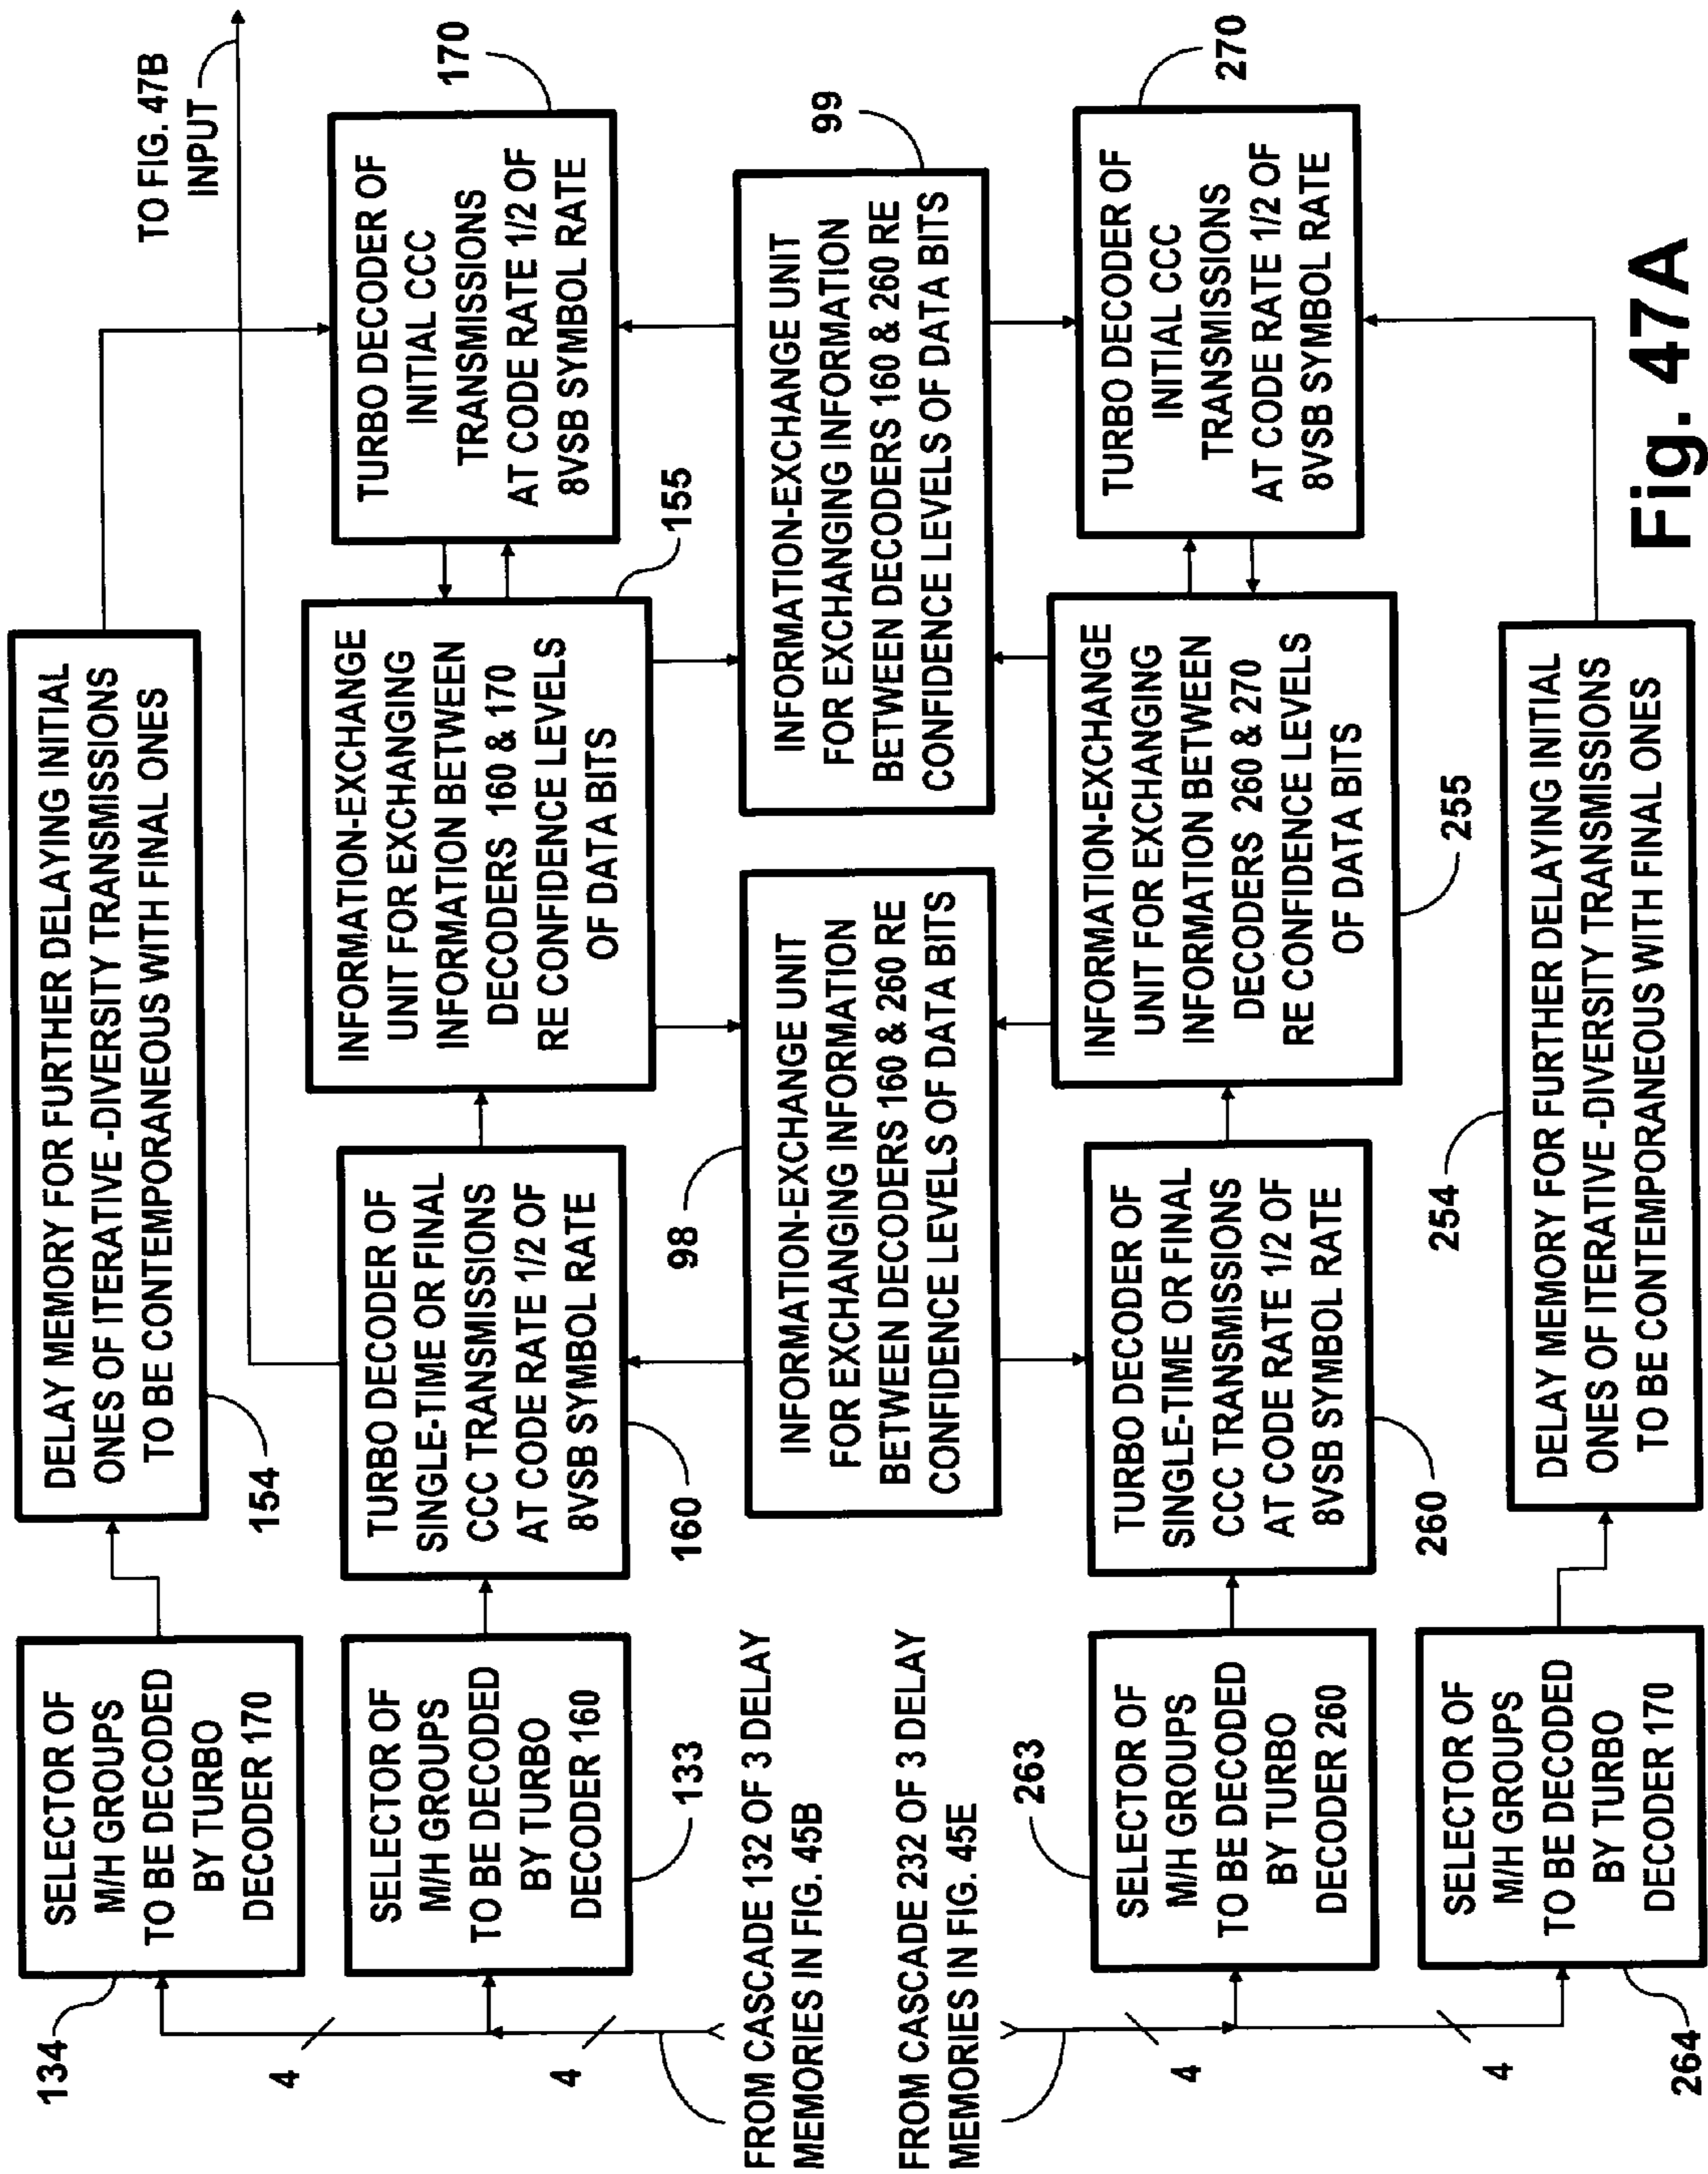 TO FIG. 47B
INPUT
134
SELECTOR OF
M/H GROUPS
TO BE DECODED
BY TURBO
DECODER 170
4
154
DELAY MEMORY FOR FURTHER DELAYING INITIAL
ONES OF ITERATIVE -DIVERSITY TRANSMISSIONS
TO BE CONTEMPORANEOUS WITH FINAL ONES
SELECTOR OF
M/H GROUPS
TO BE DECODED
BY TURBO
DECODER 160
133
4
TURBO DECODER OF
SINGLE-TIME OR FINAL
CCC TRANSMISSIONS
AT CODE RATE 1/2 OF
8VSB SYMBOL RATE
160
INFORMATION-EXCHANGE
UNIT FOR EXCHANGING
INFORMATION BETWEEN
DECODERS 160 & 170
RE CONFIDENCE LEVELS
OF DATA BITS
155
TURBO DECODER OF
INITIAL CCC
TRANSMISSIONS
AT CODE RATE 1/2 OF
8VSB SYMBOL RATE
170
FROM CASCADE 132 OF 3 DELAY
MEMORIES IN FIG. 45B
98
INFORMATION-EXCHANGE UNIT
FOR EXCHANGING INFORMATION
BETWEEN DECODERS 160 & 260 RE
CONFIDENCE LEVELS OF DATA BITS
99
INFORMATION-EXCHANGE UNIT
FOR EXCHANGING INFORMATION
BETWEEN DECODERS 160 & 260 RE
CONFIDENCE LEVELS OF DATA BITS
FROM CASCADE 232 OF 3 DELAY
MEMORIES IN FIG. 45E
4
263
SELECTOR OF
M/H GROUPS
TO BE DECODED
BY TURBO
DECODER 260
TURBO DECODER OF
SINGLE-TIME OR FINAL
CCC TRANSMISSIONS
AT CODE RATE 1/2 OF
8VSB SYMBOL RATE
260
INFORMATION-EXCHANGE
UNIT FOR EXCHANGING
INFORMATION BETWEEN
DECODERS 260 & 270
RE CONFIDENCE LEVELS
OF DATA BITS
255
TURBO DECODER OF
INITIAL CCC
TRANSMISSIONS
AT CODE RATE 1/2 OF
8VSB SYMBOL RATE
270
4
264
SELECTOR OF
M/H GROUPS
TO BE DECODED
BY TURBO
DECODER 170
254
DELAY MEMORY FOR FURTHER DELAYING INITIAL
ONES OF ITERATIVE -DIVERSITY TRANSMISSIONS
TO BE CONTEMPORANEOUS WITH FINAL ONES
Fig. 47A